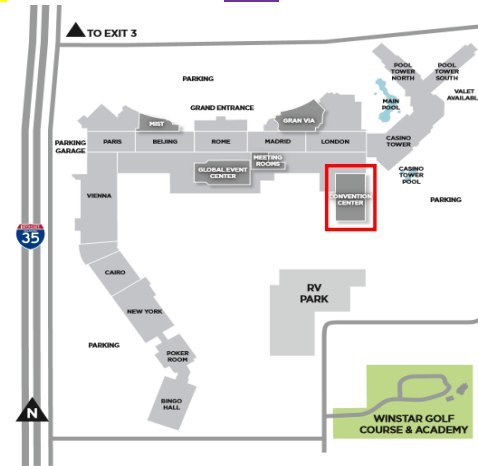 TO EXIT 3
POOL
TOWER
NORTH
POOL
TOWER
SOUTH
PARKING
VALET
AVAILABL
MAIN
POOL
GRAND ENTRANCE
MIST
GRAN VIA
PARKING
GARAGE
PARIS
BEIJING
ROME
MADRID
LONDON
CASINO
TOWER
MEETING
ROOMS
GLOBAL EVENT
CENTER
CASINO
TOWER
POOL
VIENNA
CONVENTION
CENTER
PARKING
INTERSTATE
35
CAIRO
RV
PARK
NEW YORK
PARKING
POKER
ROOM
BINGO
HALL
N
WINSTAR GOLF
COURSE & ACADEMY